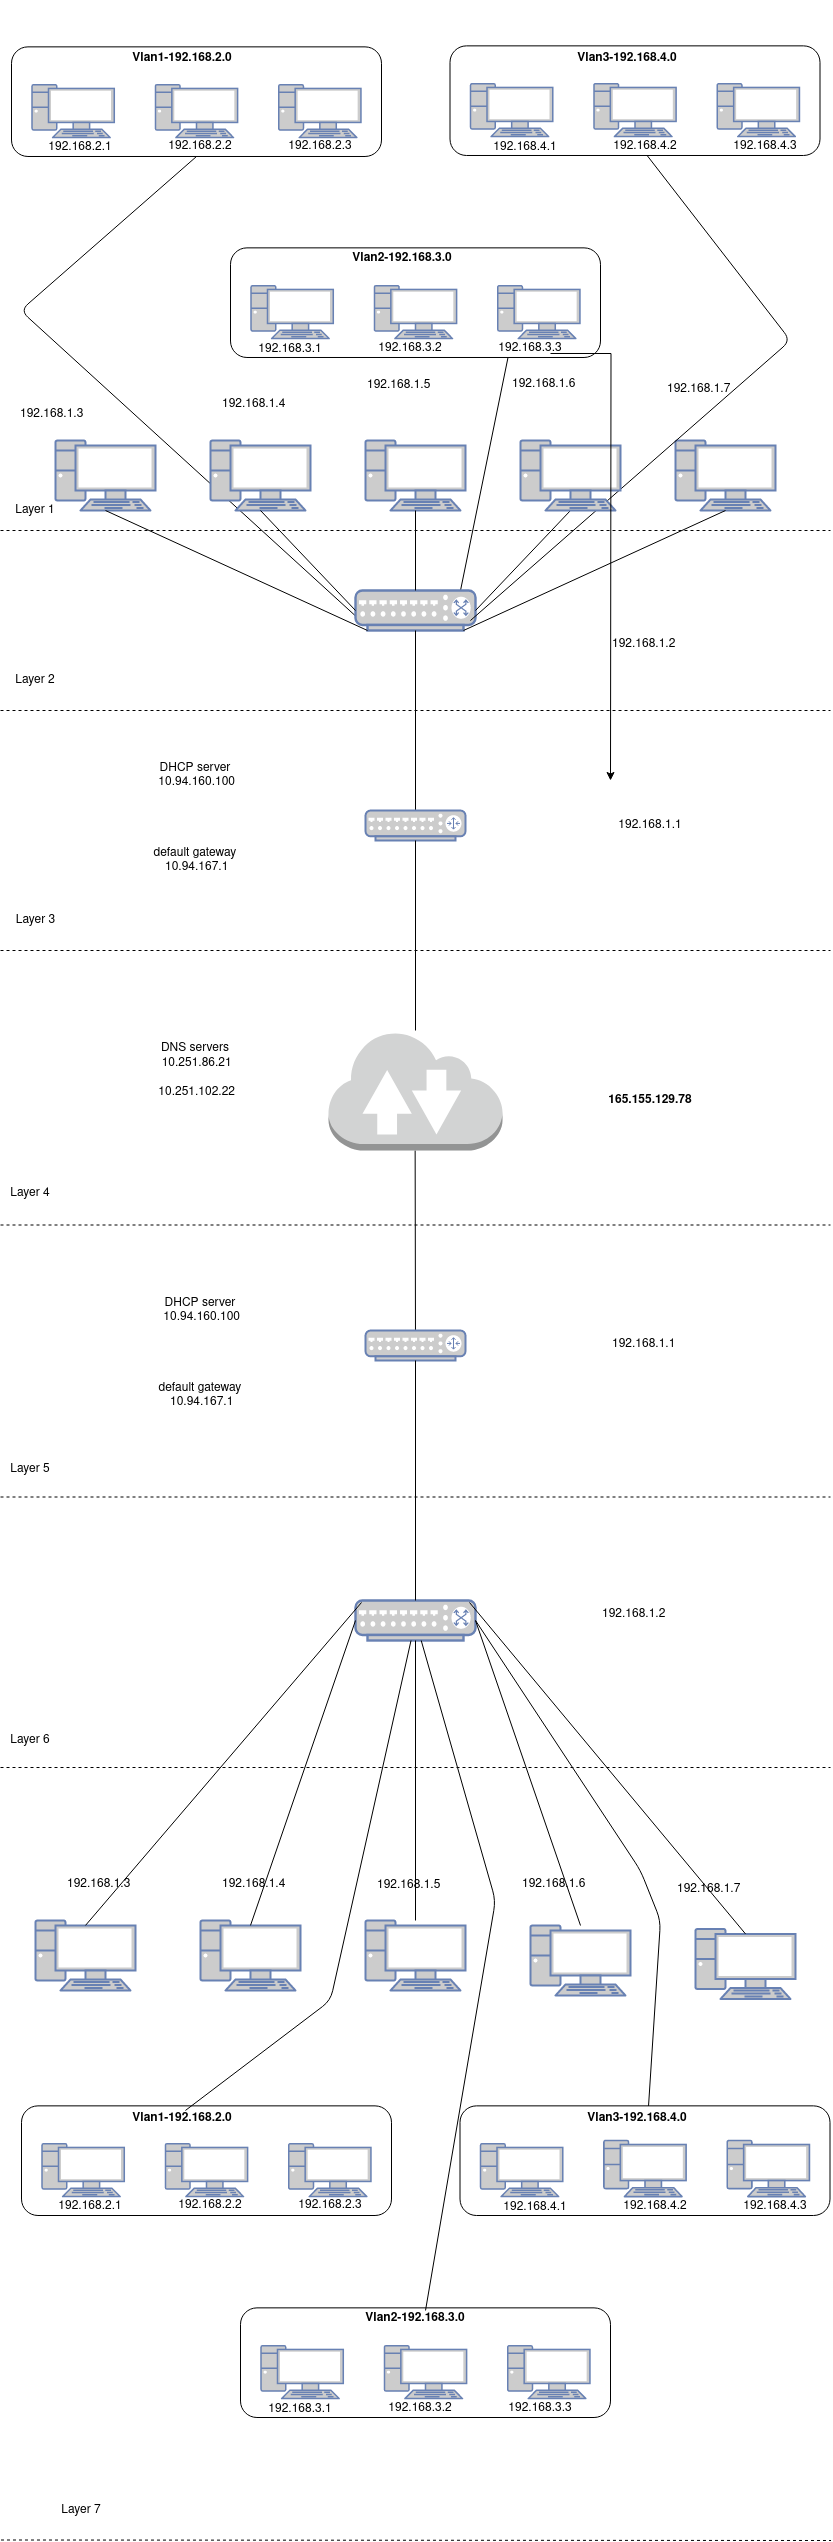 Vlan1-192.168.2.0
192.168.2.1
192.168.2.2
192.168.2.3
Vlan3-192.168.4.0
192.168.4.1
192.168.4.2
192.168.4.3
Vlan2-192.168.3.0
192.168.3.1
192.168.3.2
192.168.3.3
192.168.1.3
192.168.1.4
192.168.1.5
192.168.1.6
192.168.1.7
Layer 1
192.168.1.2
Layer 2
DHCP server
10.94.160.100
192.168.1.1
default gateway
10.94.167.1
Layer 3
DNS servers
10.251.86.21
10.251.102.22
165.155.129.78
Layer 4
DHCP server
10.94.160.100
192.168.1.1
default gateway
10.94.167.1
Layer 5
192.168.1.2
Layer 6
192.168.1.3
192.168.1.4
192.168.1.5
192.168.1.6
192.168.1.7
Vlan1-192.168.2.0
192.168.2.1
192.168.2.2
192.168.2.3
Vlan3-192.168.4.0
192.168.4.1
192.168.4.2
192.168.4.3
Vlan2-192.168.3.0
192.168.3.1
192.168.3.2
192.168.3.3
Layer 7